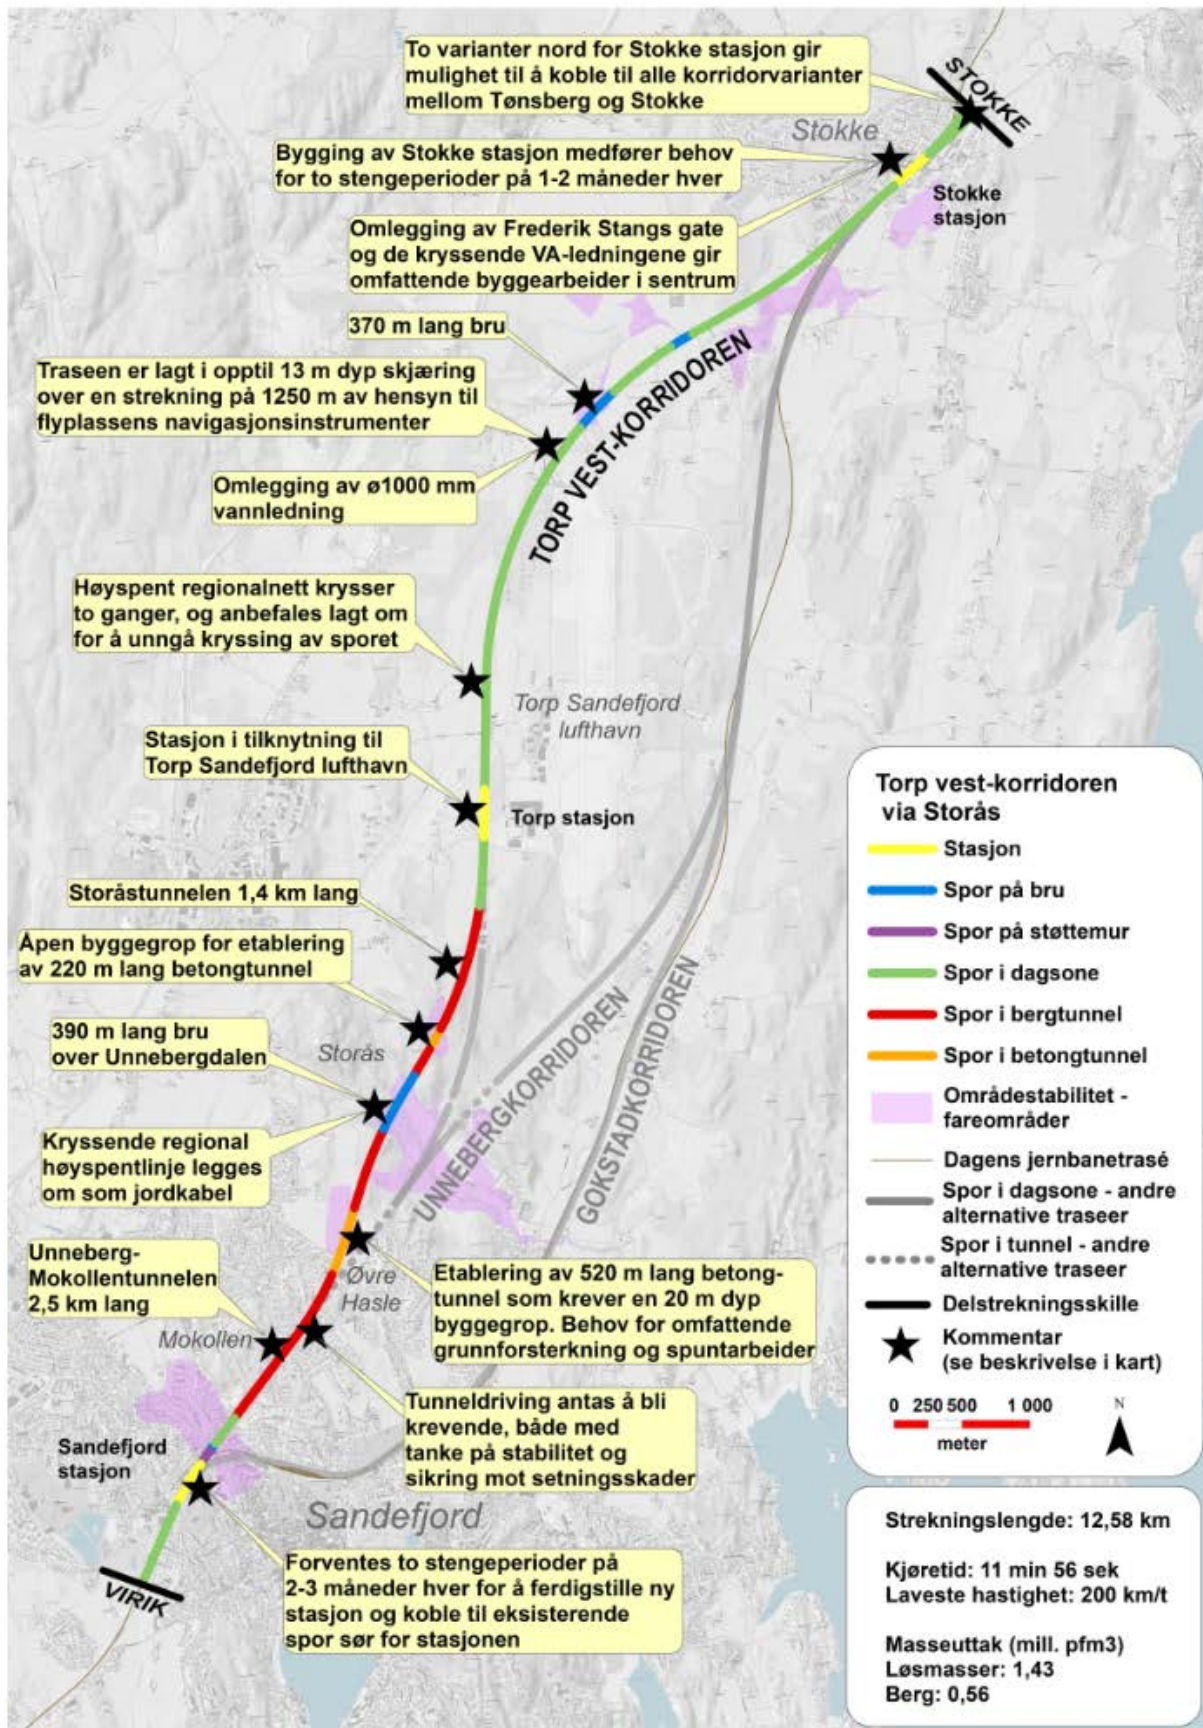 To varianter nord for Stokke stasjon gir
mulighet til å koble til alle korridorvarianter
mellom Tønsberg og Stokke
STOKKE
Stokke
Bygging av Stokke stasjon medfører behov
for to stengeperioder på 1-2 måneder hver
Stokke
stasjon
Omlegging av Frederik Stangs gate
og de kryssende VA-ledningene gir
omfattende byggearbeider i sentrum
370 m lang bru
TORP VEST-KORRIDOREN
Traseen er lagt i opptil 13 m dyp skjæring
over en strekning på 1250 m av hensyn til
flyplassens navigasjonsinstrumenter
Omlegging av ø1000 mm
vannledning
Høyspent regionalnett krysser
to ganger, og anbefales lagt om
for å unngå kryssing av sporet
Torp Sandefjord
lufthavn
Stasjon i tilknytning til
Torp Sandefjord lufthavn
Torp stasjon
Storåstunnelen 1,4 km lang
Åpen byggegrop for etablering
av 220 m lang betongtunnel
390 m lang bru
over Unnebergdalen
Storås
UNNEBERGKORRIDOREN
GOKSTADKORRIDOREN
Kryssende regional
høyspentlinje legges
om som jordkabel
Unneberg-
Mokollentunnelen
2,5 km lang
Øvre
Hasle
Mokollen
Etablering av 520 m lang betong-
tunnel som krever en 20 m dyp
byggegrop. Behov for omfattende
grunnforsterkning og spuntarbeider
Tunneldriving antas å bli
krevende, både med
tanke på stabilitet og
sikring mot setningsskader
Sandefjord
stasjon
Sandefjord
Forventes to stengeperioder på
2-3 måneder hver for å ferdigstille ny
stasjon og koble til eksisterende
spor sør for stasjonen
VIRIK
Torp vest-korridoren
via Storås
Stasjon
Spor på bru
Spor på støttemur
Spor i dagsone
Spor i bergtunnel
Spor i betongtunnel
Områdestabilitet -
fareområder
Dagens jernbanetrasé
Spor i dagsone - andre
alternative traseer
Spor i tunnel - andre
alternative traseer
Delstrekningsskille
Kommentar
(se beskrivelse i kart)
0 250 500 1 000
meter
N
Strekningslengde: 12,58 km
Kjøretid: 11 min 56 sek
Laveste hastighet: 200 km/t
Masseuttak (mill. pfm3)
Løsmasser: 1,43
Berg: 0,56